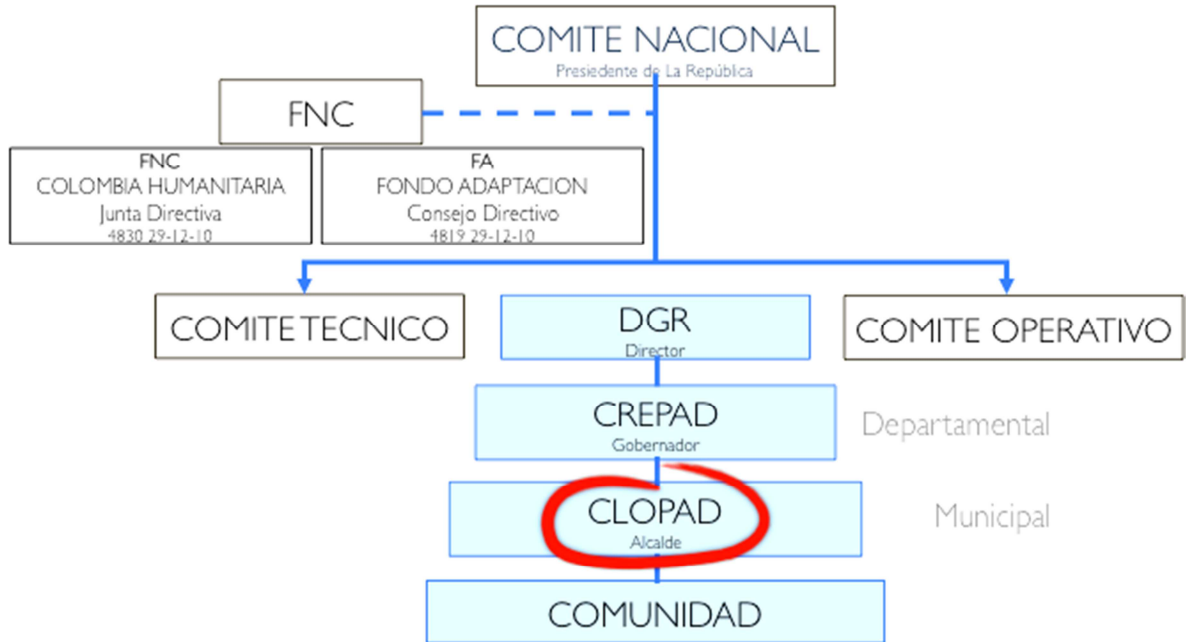 COMITE NACIONAL
Presiedente de La República
FNC
FNC
COLOMBIA HUMANITARIA
Junta Directiva
4830 29-12-10
FA
FONDO ADAPTACION
Consejo Directivo
4819 29-12-10
COMITE TECNICO
DGR
Director
COMITE OPERATIVO
CREPAD
Gobernador
Departamental
CLOPAD
Alcalde
Municipal
COMUNIDAD